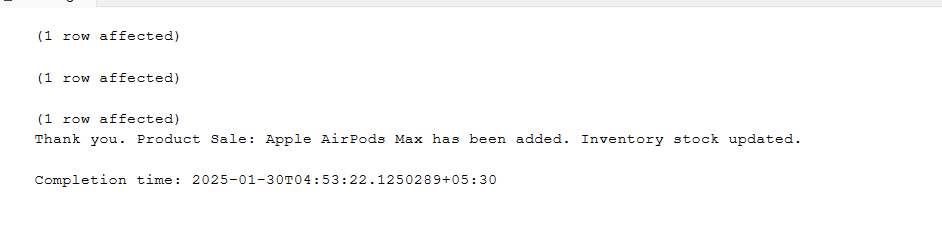 (1 row affected)
(1 row affected)
(1 row affected)
Thank you. Product Sale: Apple AirPods Max has been added. Inventory stock updated.
Completion time: 2025-01-30T04:53:22.1250289+05:30